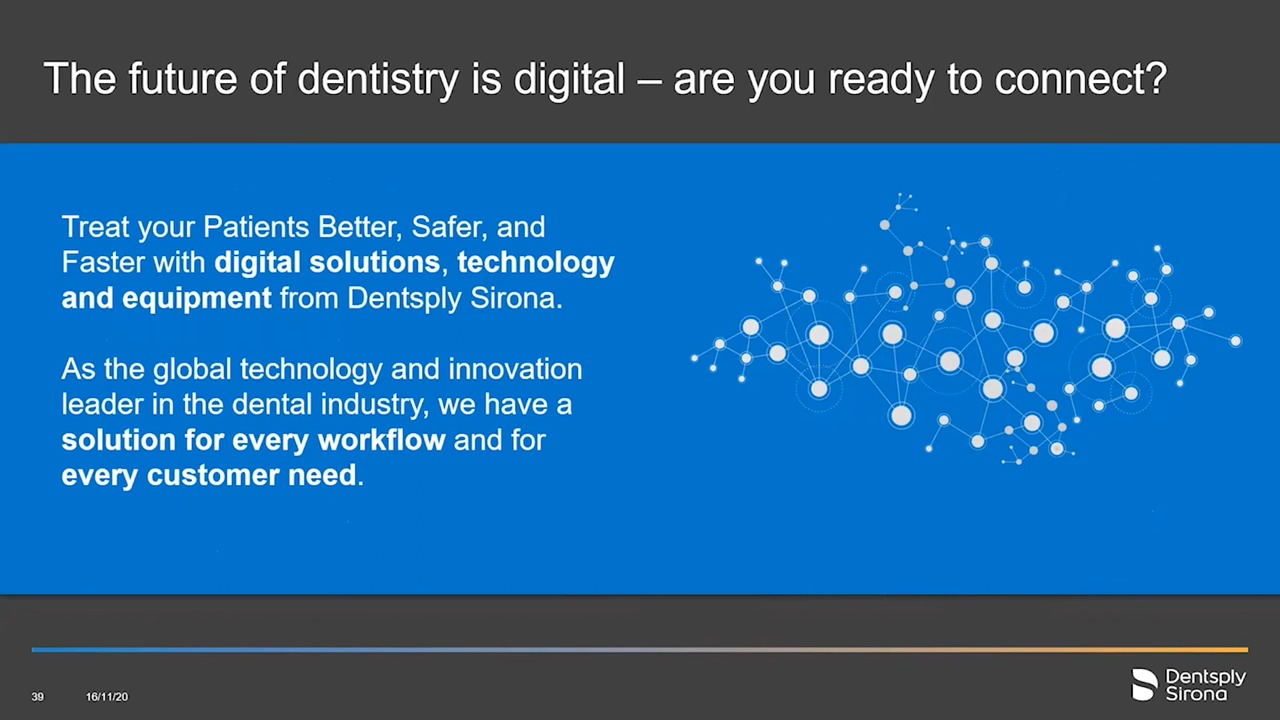 The future of dentistry is digital – are you ready to connect?
Treat your Patients Better, Safer, and
Faster with digital solutions, technology
and equipment from Dentsply Sirona.
As the global technology and innovation
leader in the dental industry, we have a
solution for every workflow and for
every customer need.
39 16/11/20
Dentsply
Sirona